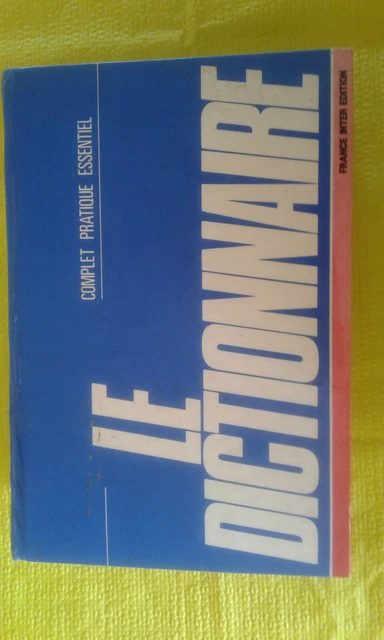 COMPLET PRATIQUE ESSENTIEL
LE
DICTIONNAIRE
FRANCE INTER EDITION